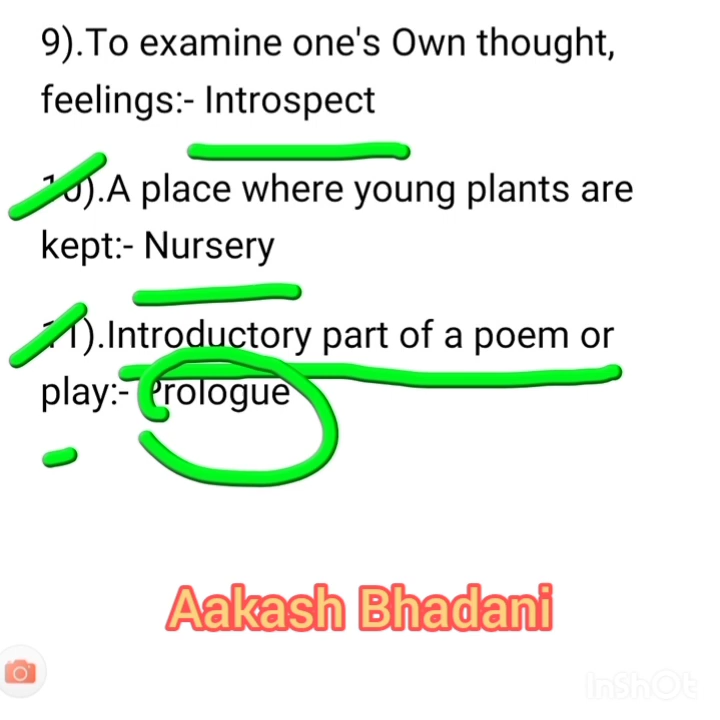 9).To examine one's Own thought,
feelings:- Introspect
10).A place where young plants are
kept:- Nursery
11).Introductory part of a poem or
play:- Prologue
Aakash Bhadani
InShOt